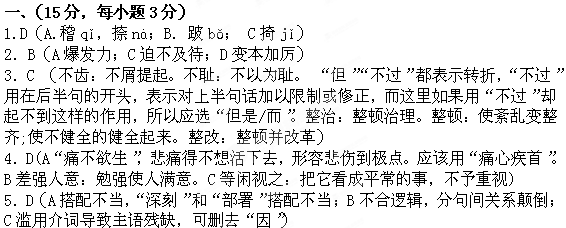 一、（15分，每小题3分）
1.D（A.稽qǐ，捺nà；B. 跛bǒ； C掎jǐ）
2. B（A爆发力；C迫不及待；D变本加厉）
3. C （不齿：不屑提起。不耻：不以为耻。 “但”“不过”都表示转折，“不过”
用在后半句的开头，表示对上半句话加以限制或修正，而这里如果用“不过”却
起不到这样的作用，所以应选“但是/而”。整治：整顿治理。整顿：使紊乱变整
齐;使不健全的健全起来。整改：整顿并改革）
4. D(A“痛不欲生”，悲痛得不想活下去，形容悲伤到极点。应该用“痛心疾首”。
B差强人意：勉强使人满意。C等闲视之：把它看成平常的事，不予重视）
5. D（A搭配不当，“深刻”和“部署”搭配不当；B不合逻辑，分句间关系颠倒；
C滥用介词导致主语残缺，可删去“因”）